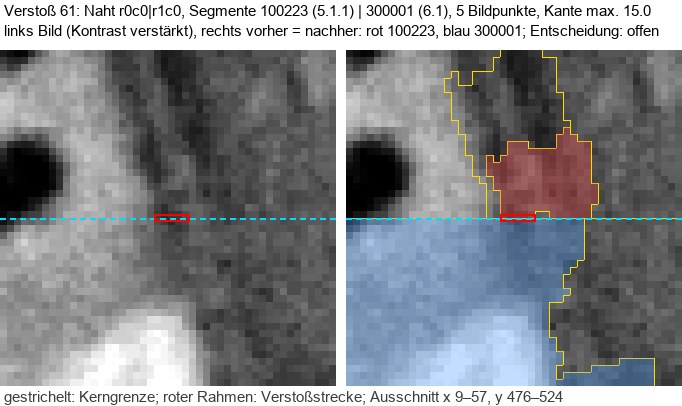 Verstoß 61: Naht r0c0|r1c0, Segmente 100223 (5.1.1) | 300001 (6.1), 5 Bildpunkte, Kante max. 15.0
links Bild (Kontrast verstärkt), rechts vorher = nachher: rot 100223, blau 300001; Entscheidung: offen
gestrichelt: Kerngrenze; roter Rahmen: Verstoßstrecke; Ausschnitt x 9–57, y 476–524